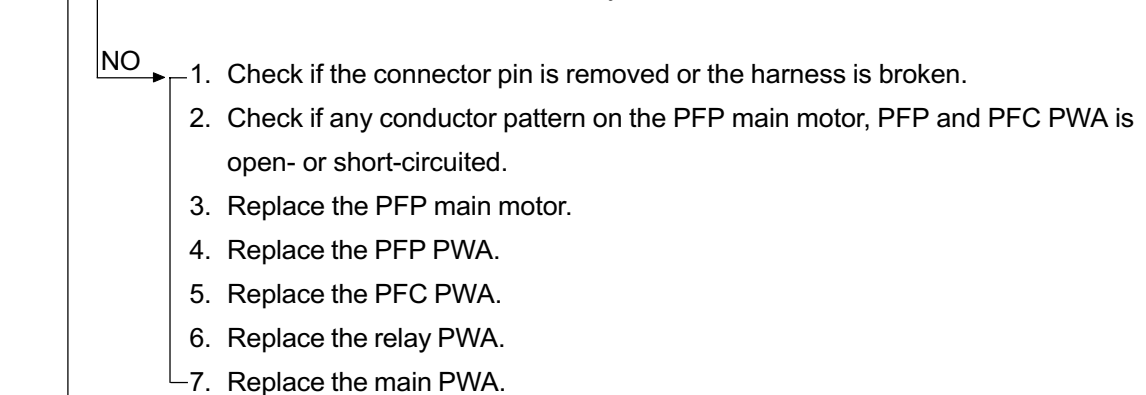 NO
1. Check if the connector pin is removed or the harness is broken.
2. Check if any conductor pattern on the PFP main motor, PFP and PFC PWA is
open- or short-circuited.
3. Replace the PFP main motor.
4. Replace the PFP PWA.
5. Replace the PFC PWA.
6. Replace the relay PWA.
7. Replace the main PWA.